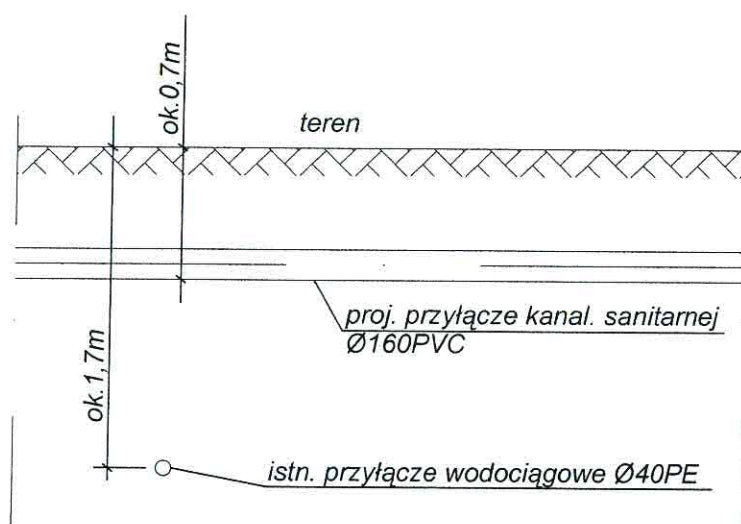 ok.0,7m
teren
proj. przyłącze kanal. sanitarnej
Ø160PVC
ok.1,7m
istn. przyłącze wodociągowe Ø40PE